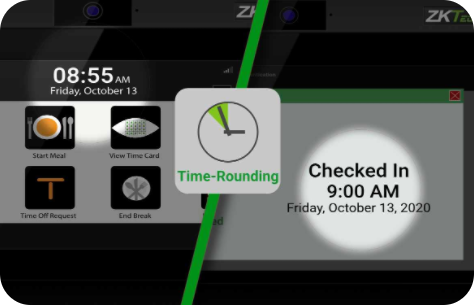 ZK
08:55 AM
Friday, October 13
Start Meal
View Time Card
Time Off Request
End Break
Time-Rounding
ZKTeco
Checked In
9:00 AM
Friday, October 13, 2020